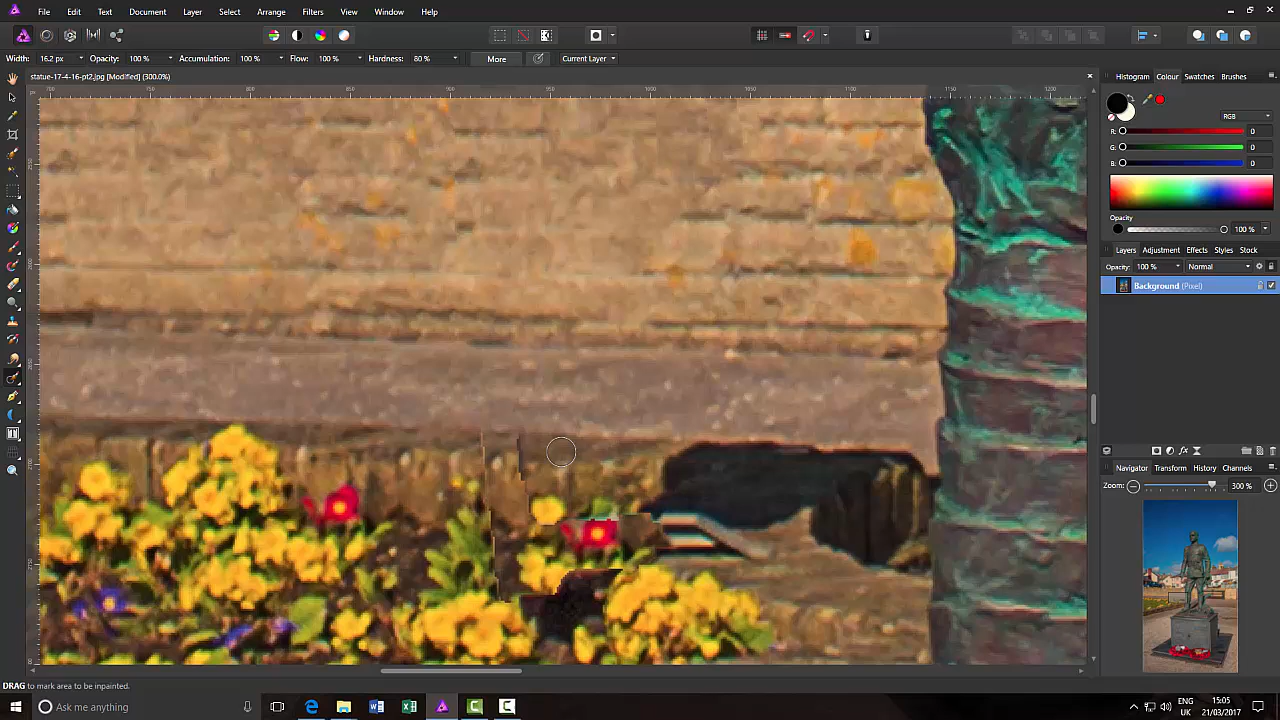 File Edit Text Document Layer Select Arrange Filters View Window Help
Width: 16.2 px Opacity: 100 % Accumulation: 100 % Flow: 100 % Hardness: 80 % More Current Layer
statue-17-4-16-pt2.jpg [Modified] (300.0%)
Histogram Colour Swatches Brushes
RGB
R: 0
G: 0
B: 0
Opacity
100 %
Layers Adjustment Effects Styles Stock
Opacity: 100 % Normal
Background (Pixel)
Navigator Transform History Channels
Zoom: 300 %
DRAG to mark area to be inpainted.
Ask me anything
ENG
UK
15:05
21/03/2017